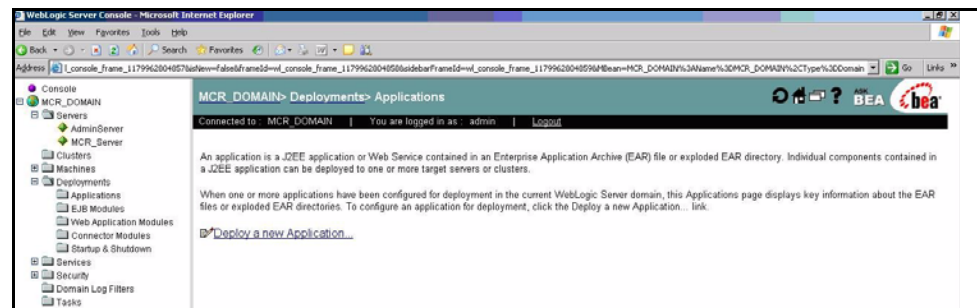 WebLogic Server Console - Microsoft Internet Explorer
File Edit View Favorites Tools Help
Back Search Favorites
Address Go Links
Console
MCR_DOMAIN
Servers
AdminServer
MCR_Server
Clusters
Machines
Deployments
Applications
EJB Modules
Web Application Modules
Connector Modules
Startup & Shutdown
Services
Security
Domain Log Filters
Tasks
MCR_DOMAIN> Deployments> Applications
? ASK BEA bea
Connected to : MCR_DOMAIN | You are logged in as : admin | Logout
An application is a J2EE application or Web Service contained in an Enterprise Application Archive (EAR) file or exploded EAR directory. Individual components contained in
a J2EE application can be deployed to one or more target servers or clusters.
When one or more applications have been configured for deployment in the current WebLogic Server domain, this Applications page displays key information about the EAR
files or exploded EAR directories. To configure an application for deployment, click the Deploy a new Application... link.
Deploy a new Application...